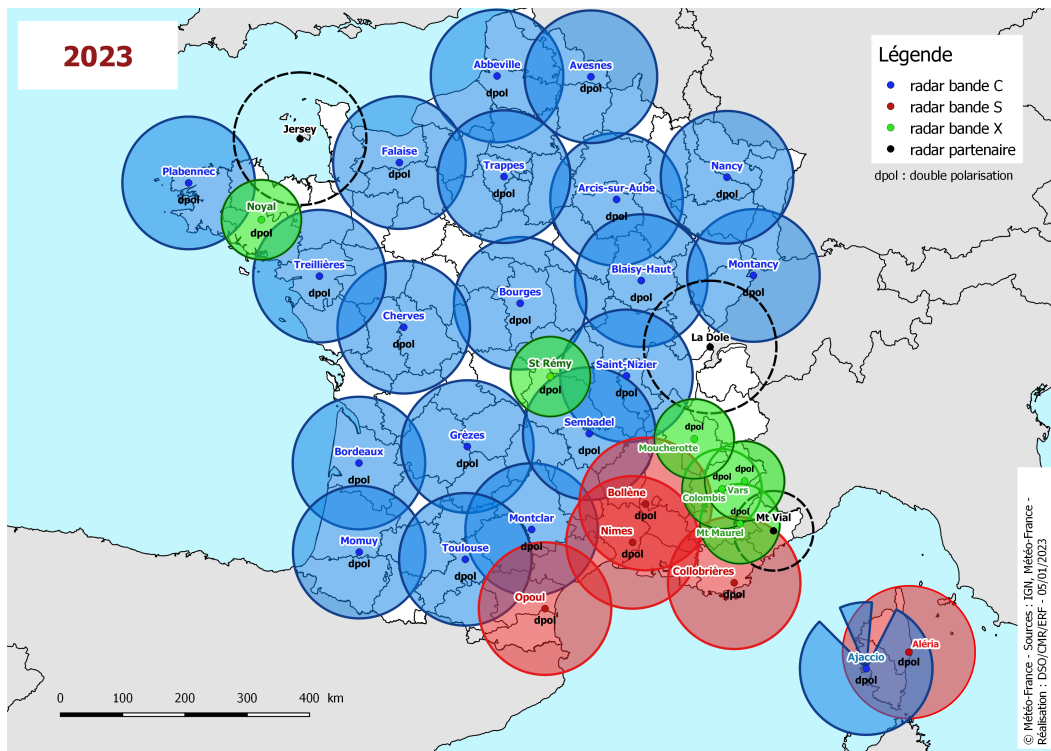 2023
Légende
radar bande C
radar bande S
radar bande X
radar partenaire
dpol : double polarisation
Abbeville
dpol
Avesnes
dpol
Jersey
Falaise
dpol
Trappes
dpol
Plabennec
dpol
Noyal
dpol
Arcis-sur-Aube
dpol
Nancy
dpol
Treillières
dpol
Blaisy-Haut
dpol
Montancy
dpol
Bourges
dpol
Cherves
dpol
La Dole
St Rémy
dpol
Saint-Nizier
dpol
Sembadel
dpol
Grèzes
dpol
Bordeaux
dpol
dpol
Moucherotte
dpol
Vars
dpol
Colombis
dpol
Mt Maurel
Mt Vial
Bollène
dpol
Nimes
dpol
Montclar
dpol
Momuy
dpol
Toulouse
dpol
Collobrières
dpol
Opoul
dpol
Ajaccio
dpol
Aléria
dpol
0 100 200 300 400 km
© Météo-France - Sources : IGN, Météo-France -
Réalisation : DSO/CMR/ERF - 05/01/2023